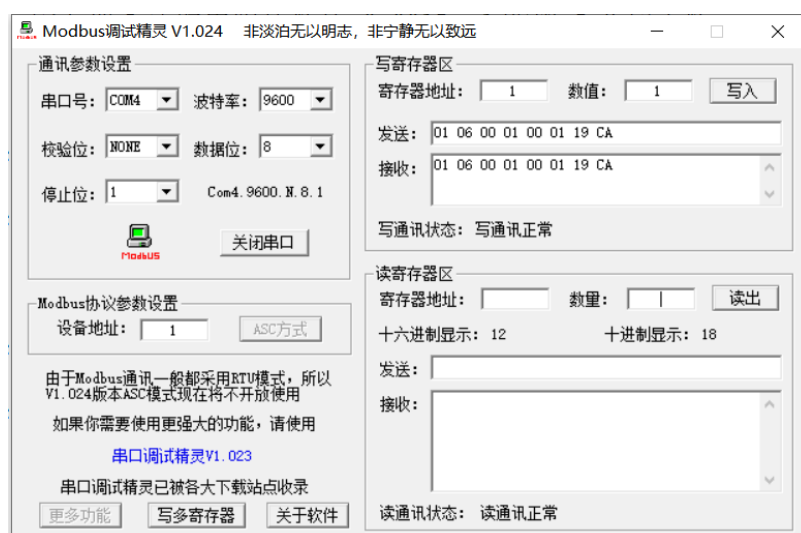 Modbus调试精灵 V1.024 非淡泊无以明志，非宁静无以致远
通讯参数设置
串口号： COM4 波特率： 9600
校验位： NONE 数据位： 8
停止位： 1 Com4.9600.N.8.1
ModbUS 关闭串口
Modbus协议参数设置
设备地址： 1 ASC方式
由于Modbus通讯一般都采用RTU模式，所以
V1.024版本ASC模式现在将不开放使用
如果你需要使用更强大的功能，请使用
串口调试精灵V1.023
串口调试精灵已被各大下载站点收录
更多功能 写多寄存器 关于软件
写寄存器区
寄存器地址： 1 数值： 1 写入
发送： 01 06 00 01 00 01 19 CA
接收： 01 06 00 01 00 01 19 CA
写通讯状态： 写通讯正常
读寄存器区
寄存器地址： 数量： 读出
十六进制显示： 12 十进制显示： 18
发送：
接收：
读通讯状态： 读通讯正常